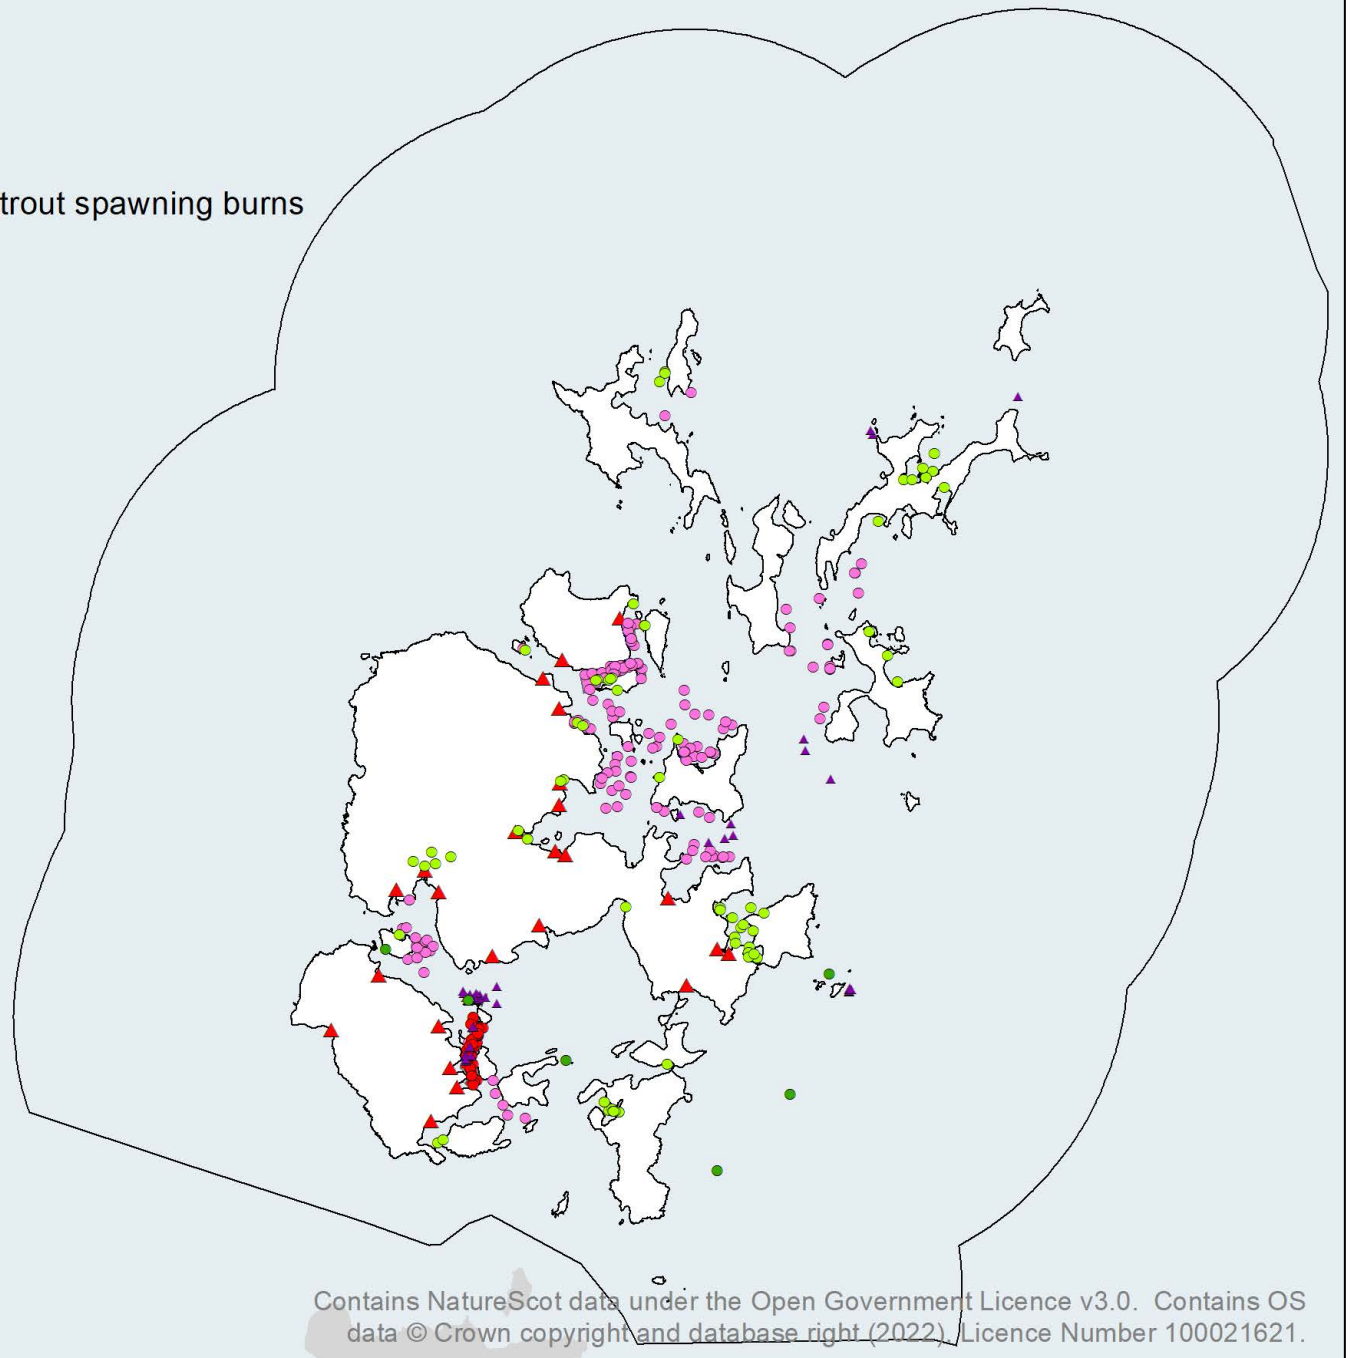 trout spawning burns
Contains NatureScot data under the Open Government Licence v3.0. Contains OS
data © Crown copyright and database right (2022). Licence Number 100021621.